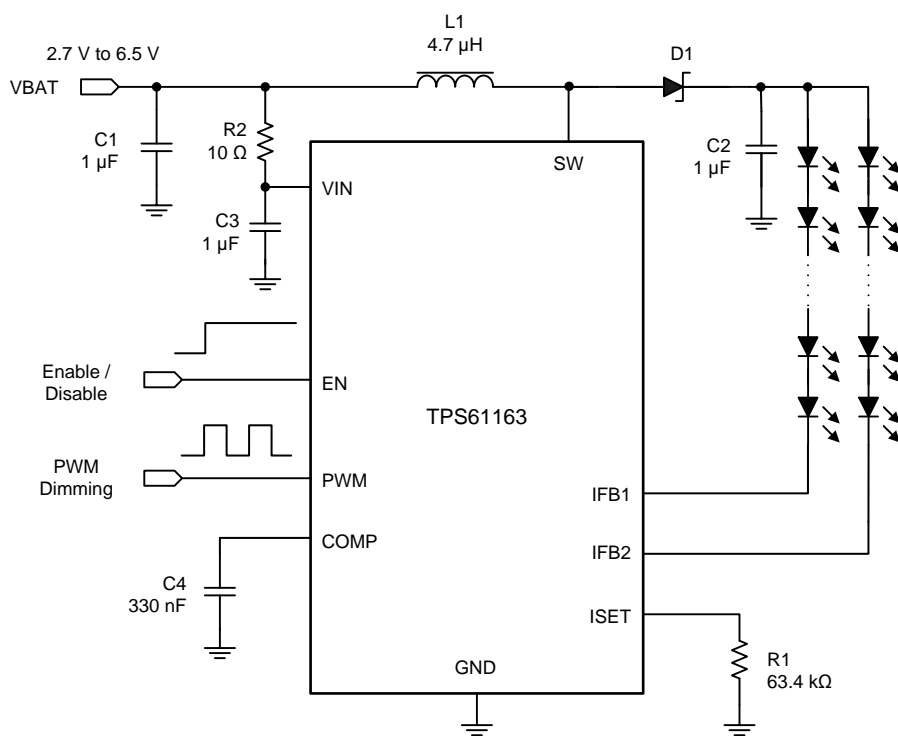 L1
4.7 µH
2.7 V to 6.5 V
VBAT
D1
C1
1 µF
R2
10 Ω
C2
1 µF
SW
VIN
C3
1 µF
Enable /
Disable
EN
TPS61163
PWM
Dimming
PWM
IFB1
COMP
IFB2
C4
330 nF
ISET
R1
63.4 kΩ
GND